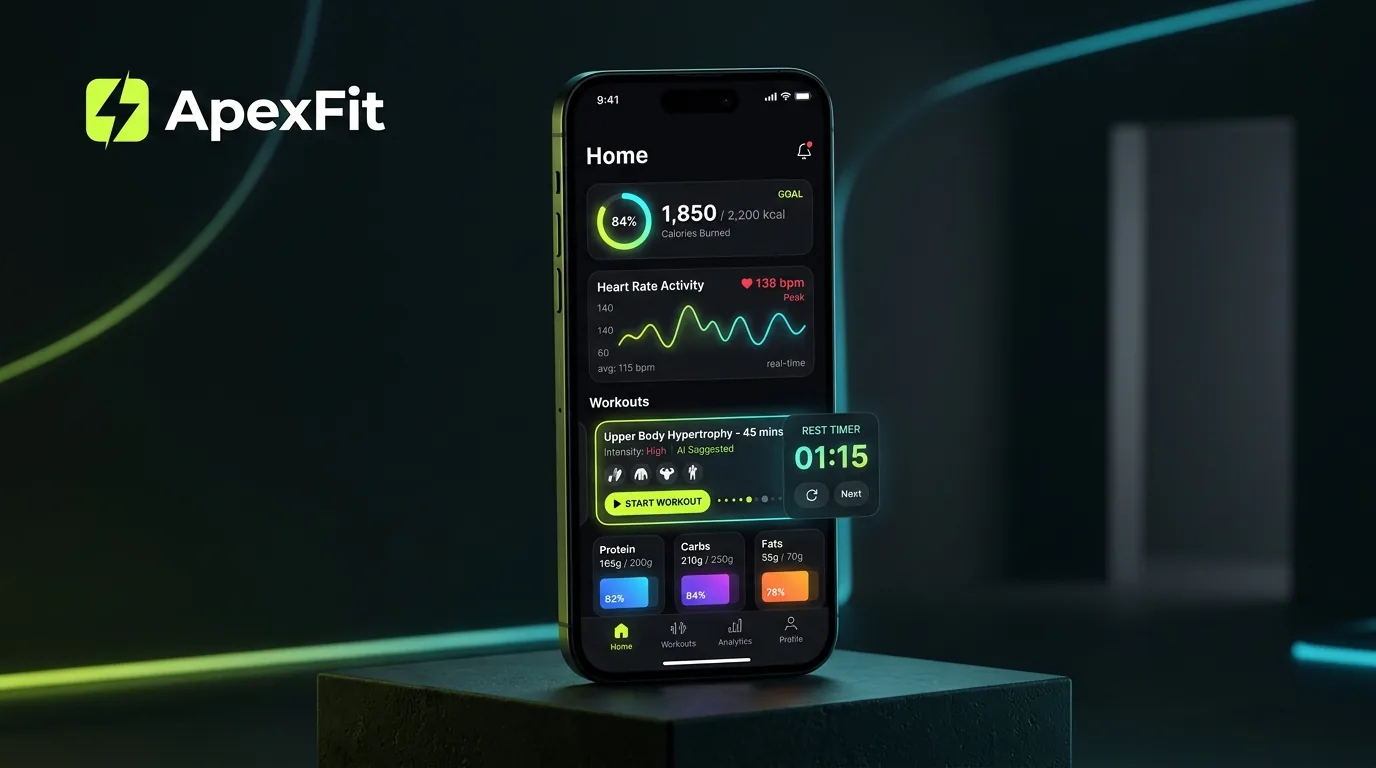 ApexFit
9:41
Home
84%
GOAL
1,850 / 2,200 kcal
Calories Burned
Heart Rate Activity
138 bpm
Peak
140
140
60
avg: 115 bpm
real-time
Workouts
Upper Body Hypertrophy - 45 mins
Intensity: High | AI Saggested
START WORKOUT
REST TIMER
01:15
Next
Protein
165g / 200g
82%
Carbs
210g / 250g
84%
Fats
55g / 70g
78%
Home
Workouts
Analytics
Profile